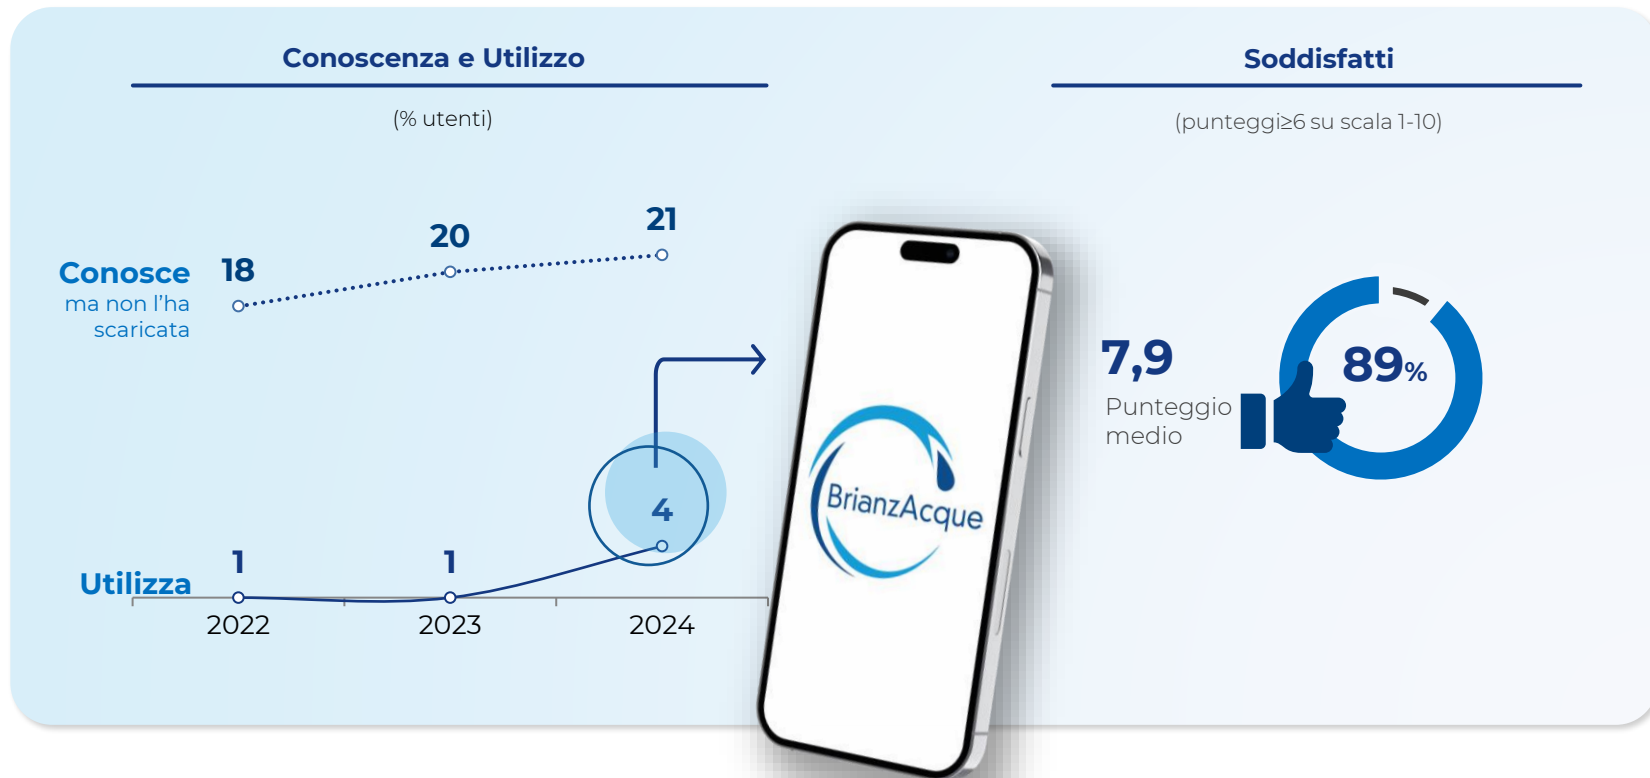 Conoscenza e Utilizzo
(% utenti)
Conosce
ma non l'ha
scaricata
18
20
21
Utilizza
1
1
4
2022
2023
2024
BrianzAcque
Soddisfatti
(punteggi≥6 su scala 1-10)
7,9
Punteggio
medio
89%